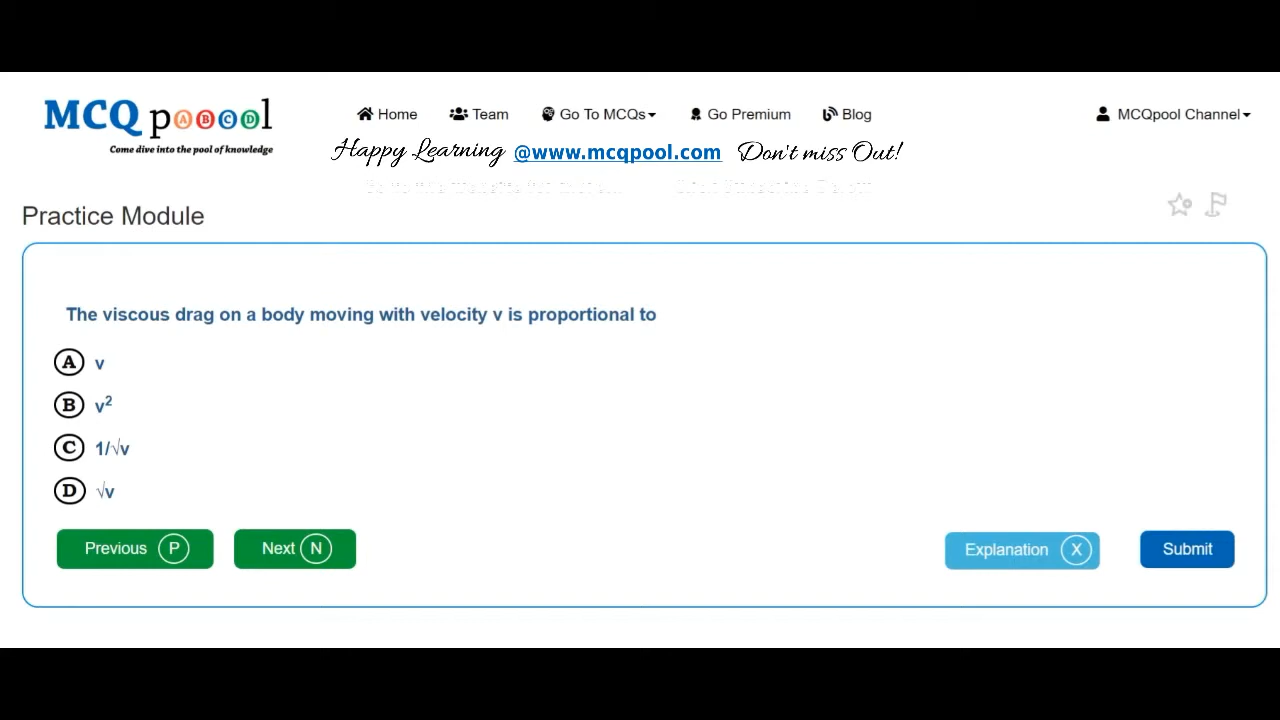 MCQ pooool
Come dive into the pool of knowledge
Home Team Go To MCQs Go Premium Blog MCQpool Channel
Happy Learning @www.mcqpool.com Don't miss Out!
Practice Module
The viscous drag on a body moving with velocity v is proportional to
A v
B v²
C 1/√v
D √v
Previous P Next N Explanation X Submit